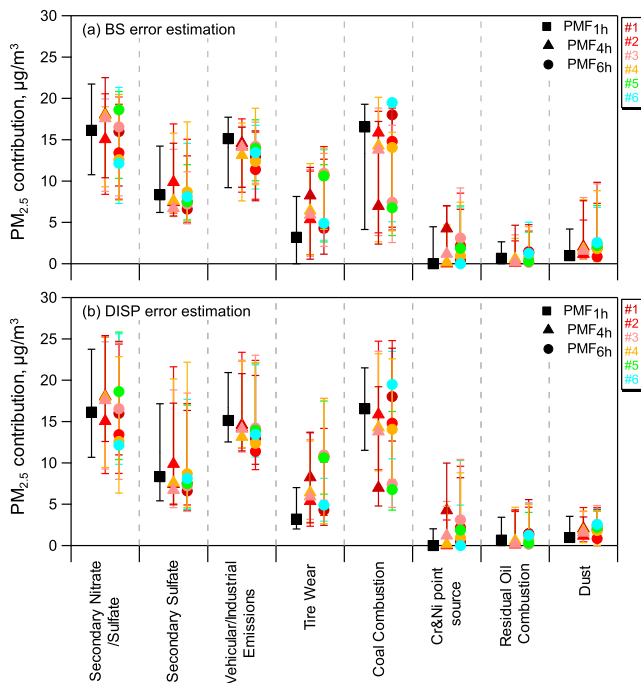 30
25
20
15
10
5
0
PM2.5 contribution, µg/m³
(a) BS error estimation
PMF1h
PMF4h
PMF6h
#1
#2
#3
#4
#5
#6
30
25
20
15
10
5
0
PM2.5 contribution, µg/m³
(b) DISP error estimation
PMF1h
PMF4h
PMF6h
#1
#2
#3
#4
#5
#6
Secondary Nitrate
/Sulfate
Secondary Sulfate
Vehicular/Industrial
Emissions
Tire Wear
Coal Combustion
Cr&Ni point
source
Residual Oil
Combustion
Dust